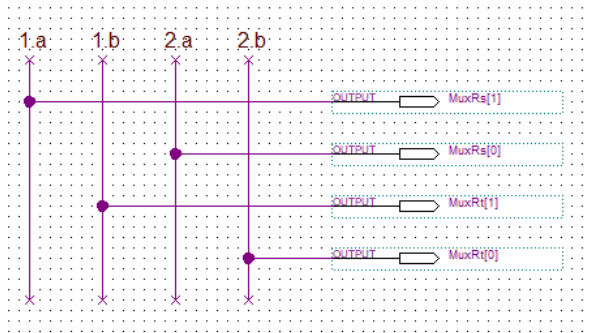 1.a 1.b 2.a 2.b
OUTPUT MuxRs[1]
OUTPUT MuxRs[0]
OUTPUT MuxRt[1]
OUTPUT MuxRt[0]